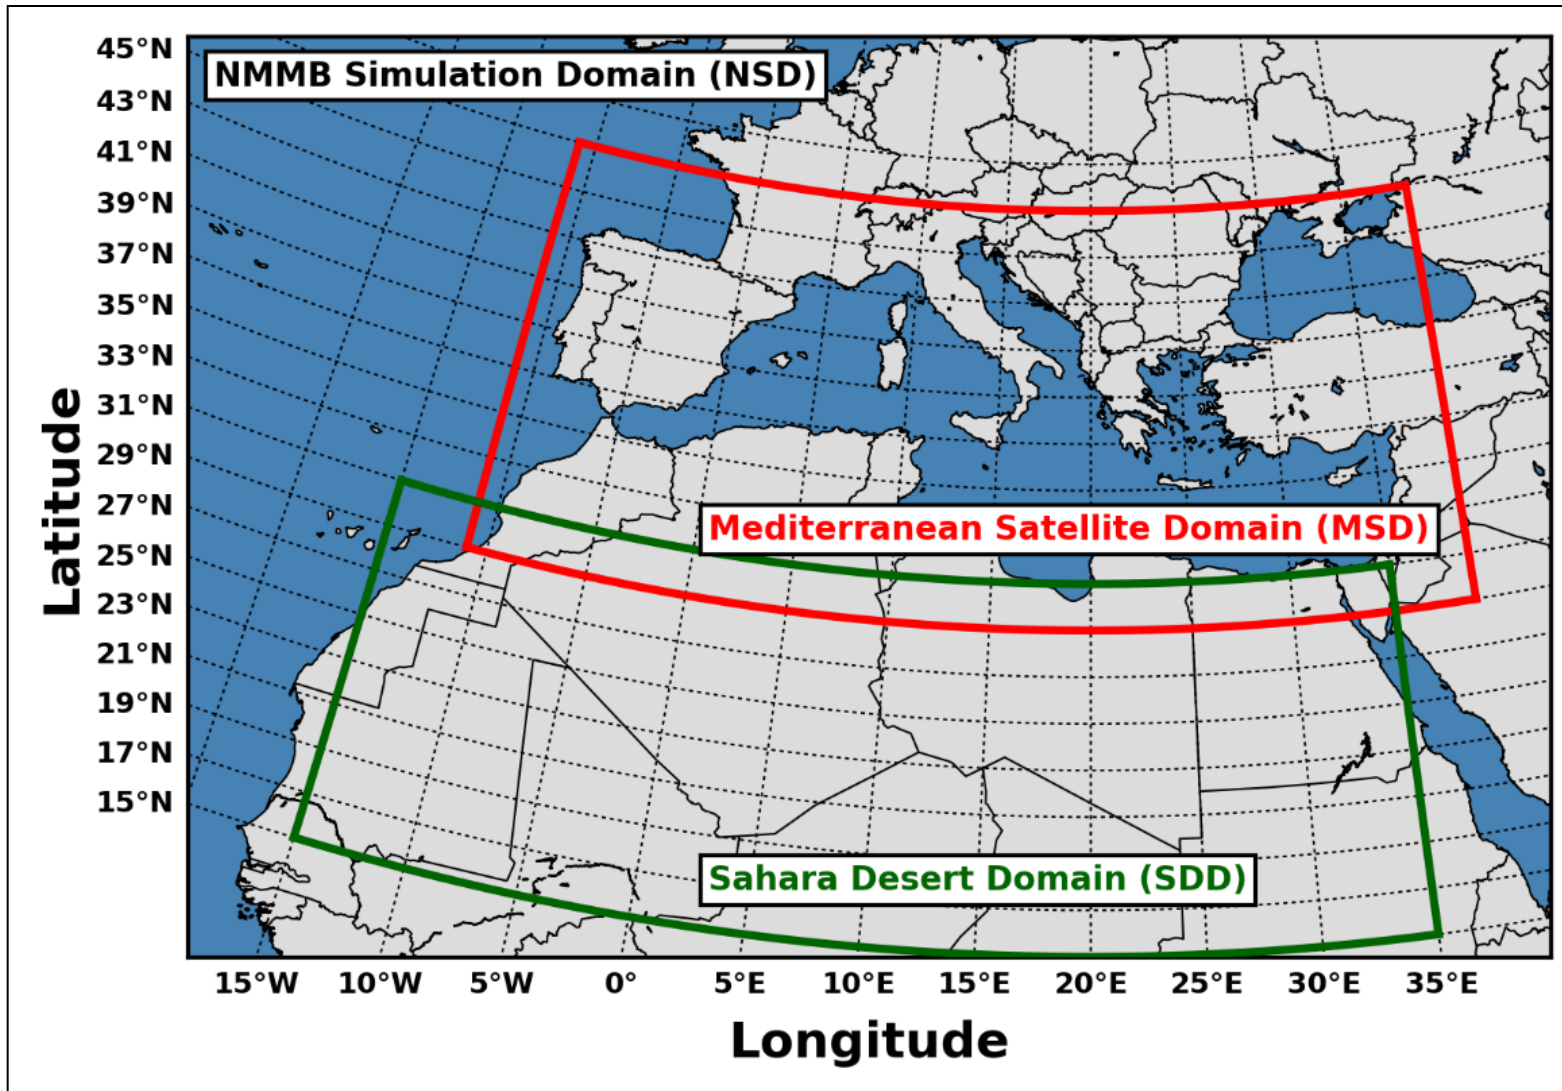 NMMB Simulation Domain (NSD)
45°N
43°N
41°N
39°N
37°N
35°N
33°N
31°N
29°N
27°N
25°N
23°N
21°N
19°N
17°N
15°N
Latitude
Mediterranean Satellite Domain (MSD)
Sahara Desert Domain (SDD)
15°W 10°W 5°W 0° 5°E 10°E 15°E 20°E 25°E 30°E 35°E
Longitude